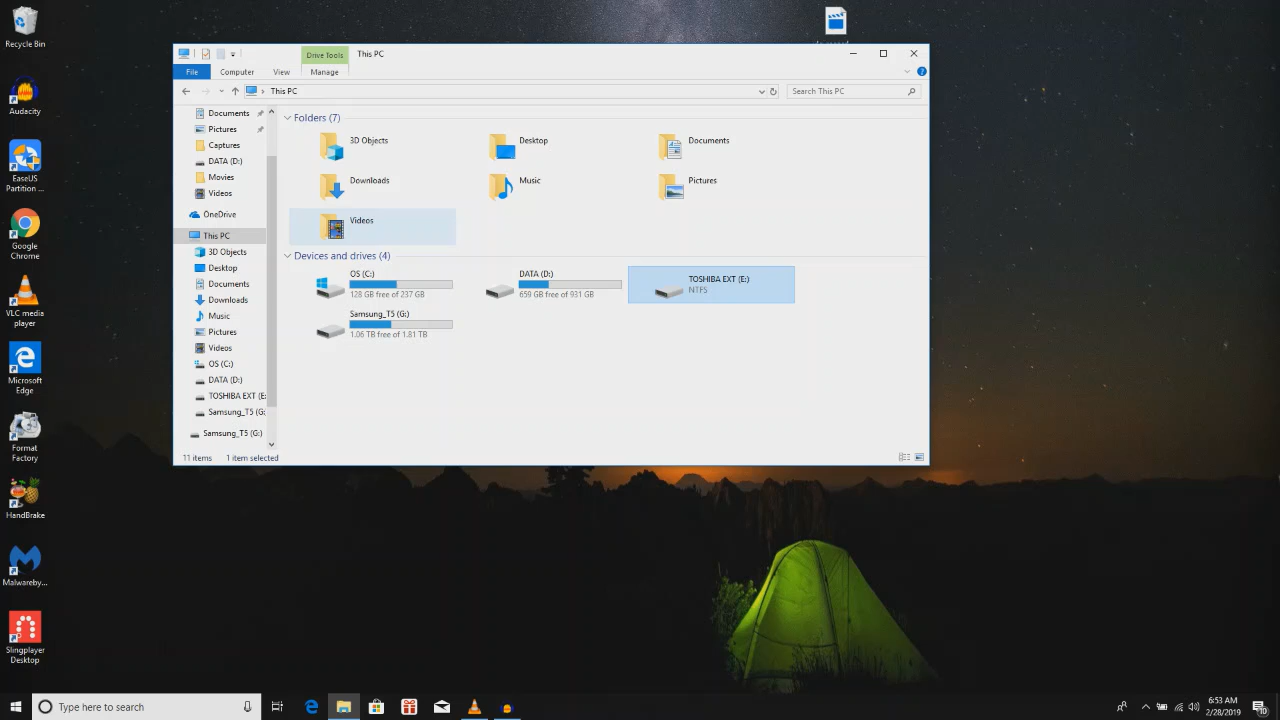 Recycle Bin
Audacity
EaseUS
Partition ...
Google
Chrome
VLC media
player
Microsoft
Edge
Format
Factory
HandBrake
Malwareby...
Slingplayer
Desktop
Drive Tools
This PC
File
Computer
View
Manage
This PC
Search This PC
Documents
Pictures
Captures
DATA (D:)
Movies
Videos
OneDrive
This PC
3D Objects
Desktop
Documents
Downloads
Music
Pictures
Videos
OS (C:)
DATA (D:)
TOSHIBA EXT (E:
Samsung_T5 (G:
Samsung_T5 (G:)
Folders (7)
3D Objects
Desktop
Documents
Downloads
Music
Pictures
Videos
Devices and drives (4)
OS (C:)
128 GB free of 237 GB
DATA (D:)
659 GB free of 931 GB
TOSHIBA EXT (E:)
NTFS
Samsung_T5 (G:)
1.06 TB free of 1.81 TB
11 items
1 item selected
Type here to search
6:53 AM
2/28/2019
10